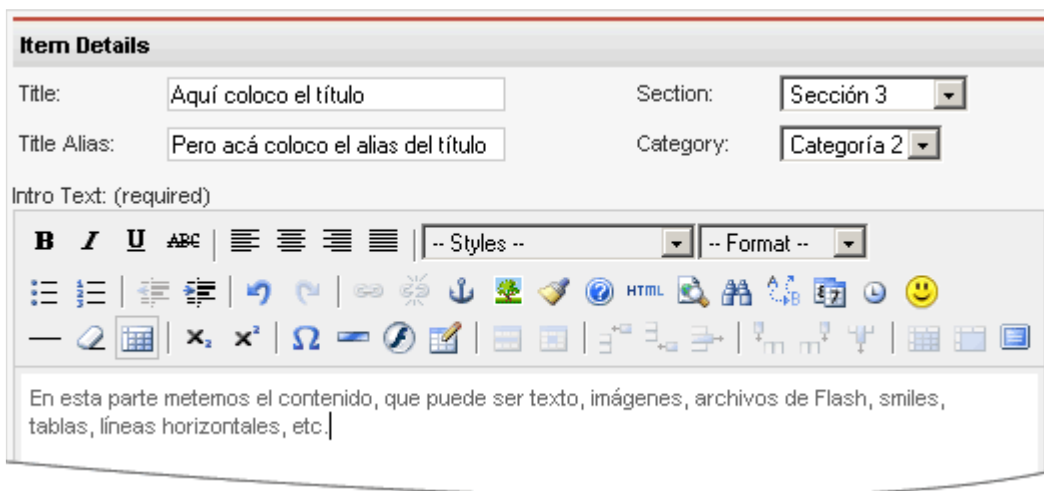 Item Details
Title: Aquí coloco el título Section: Sección 3
Title Alias: Pero acá coloco el alias del título Category: Categoría 2
Intro Text: (required)
B I U ABC -- Styles -- -- Format --
HTML
En esta parte metemos el contenido, que puede ser texto, imágenes, archivos de Flash, smiles,
tablas, líneas horizontales, etc.